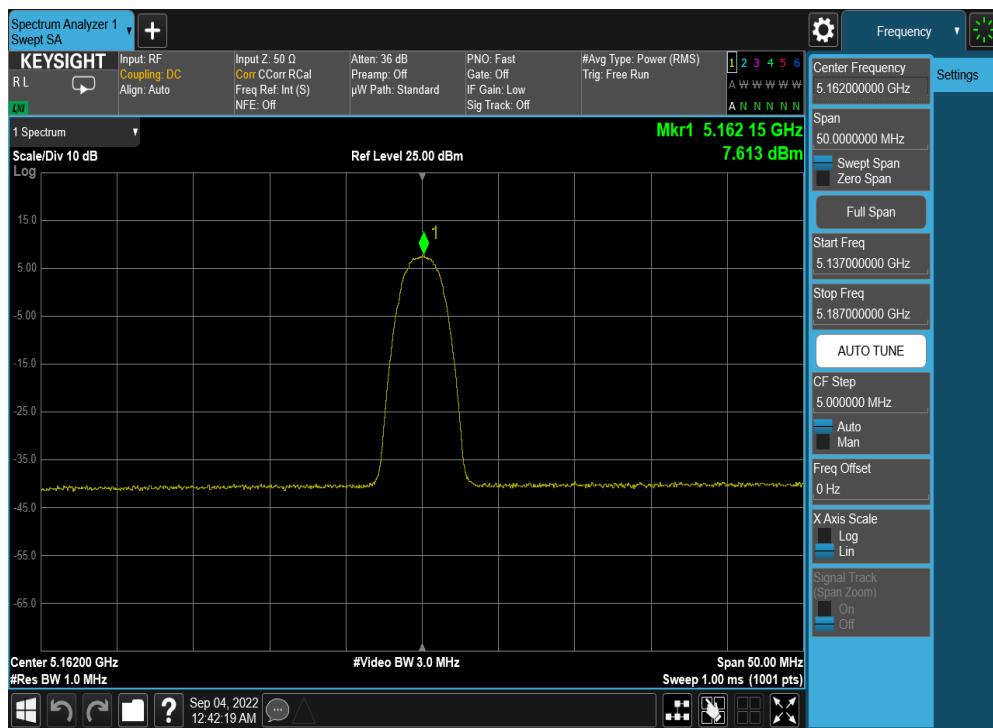 Spectrum Analyzer 1
Swept SA
Frequency
KEYSIGHT
R L
LXI
Input: RF
Coupling: DC
Align: Auto
Input Z: 50 Ω
Corr CCorr RCal
Freq Ref: Int (S)
NFE: Off
Atten: 36 dB
Preamp: Off
µW Path: Standard
PNO: Fast
Gate: Off
IF Gain: Low
Sig Track: Off
#Avg Type: Power (RMS)
Trig: Free Run
1 2 3 4 5 6
A W W W W W
A N N N N N
1 Spectrum
Scale/Div 10 dB
Log
Ref Level 25.00 dBm
Mkr1 5.162 15 GHz
7.613 dBm
1
15.0
5.00
-5.00
-15.0
-25.0
-35.0
-45.0
-55.0
-65.0
Center 5.16200 GHz
#Video BW 3.0 MHz
Span 50.00 MHz
#Res BW 1.0 MHz
Sweep 1.00 ms (1001 pts)
Center Frequency
5.162000000 GHz
Settings
Span
50.0000000 MHz
Swept Span
Zero Span
Full Span
Start Freq
5.137000000 GHz
Stop Freq
5.187000000 GHz
AUTO TUNE
CF Step
5.000000 MHz
Auto
Man
Freq Offset
0 Hz
X Axis Scale
Log
Lin
Signal Track
(Span Zoom)
On
Off
?
Sep 04, 2022
12:42:19 AM